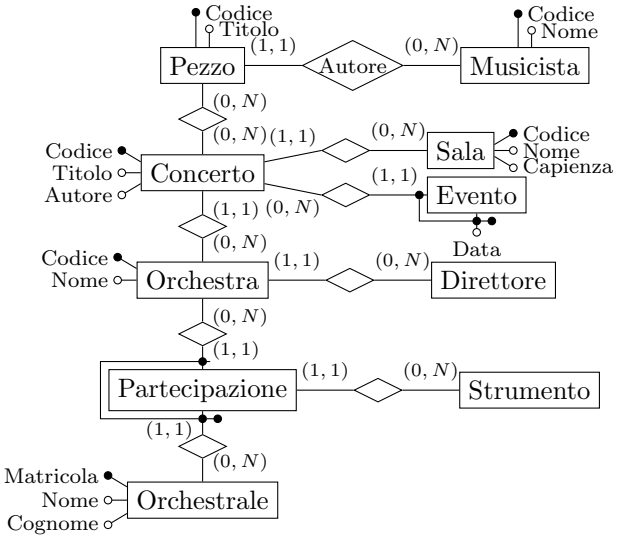 Codice
Titolo
Codice
Nome
(1, 1)
(0, N)
Pezzo
Autore
Musicista
(0, N)
(0, N)
(1, 1)
(0, N)
Codice
Titolo
Autore
Concerto
Sala
Codice
Nome
Capienza
(1, 1)
(0, N)
(1, 1)
Evento
Data
(0, N)
Codice
Nome
Orchestra
(1, 1)
(0, N)
Direttore
(0, N)
(1, 1)
Partecipazione
(1, 1)
(0, N)
Strumento
(1, 1)
(0, N)
Matricola
Nome
Cognome
Orchestrale